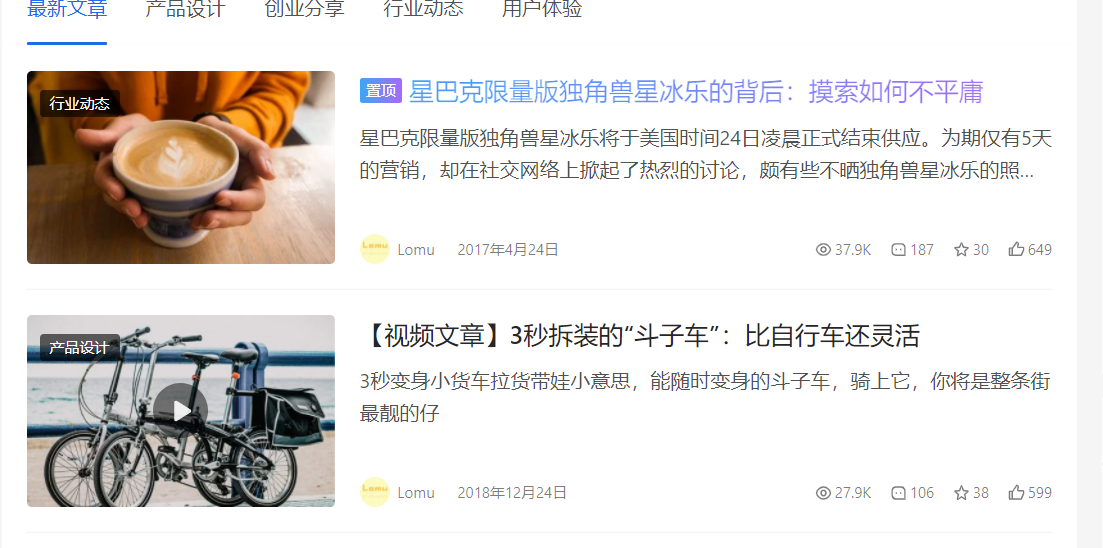 最新文章 产品设计 创业分享 行业动态 用户体验
行业动态
置顶 星巴克限量版独角兽星冰乐的背后：摸索如何不平庸
星巴克限量版独角兽星冰乐将于美国时间24日凌晨正式结束供应。为期仅有5天
的营销，却在社交网络上掀起了热烈的讨论，颇有些不晒独角兽星冰乐的照...
Lomu Lomu 2017年4月24日 37.9K 187 30 649
产品设计
【视频文章】3秒拆装的“斗子车”：比自行车还灵活
3秒变身小货车拉货带娃小意思，能随时变身的斗子车，骑上它，你将是整条街
最靓的仔
Lomu Lomu 2018年12月24日 27.9K 106 38 599